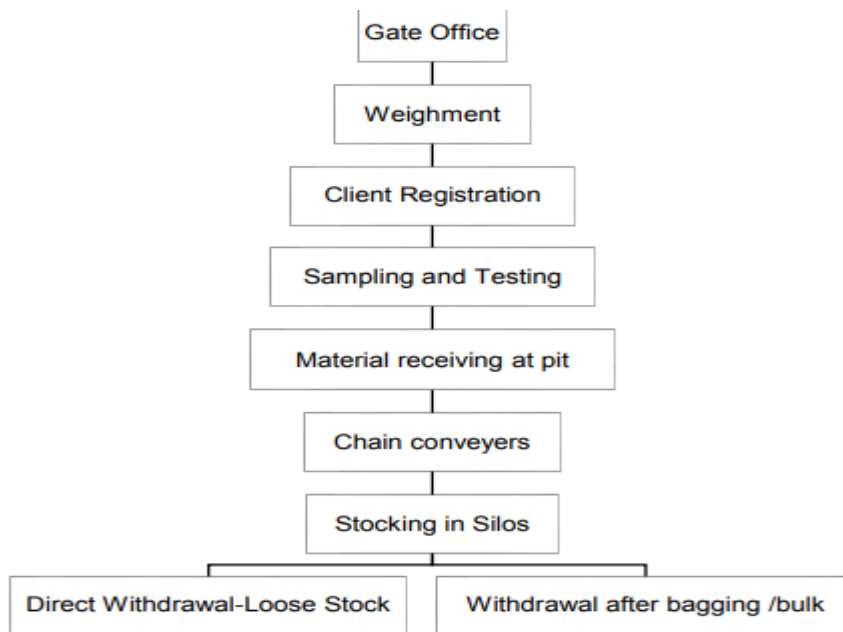 Gate Office
Weighment
Client Registration
Sampling and Testing
Material receiving at pit
Chain conveyers
Stocking in Silos
Direct Withdrawal-Loose Stock
Withdrawal after bagging /bulk